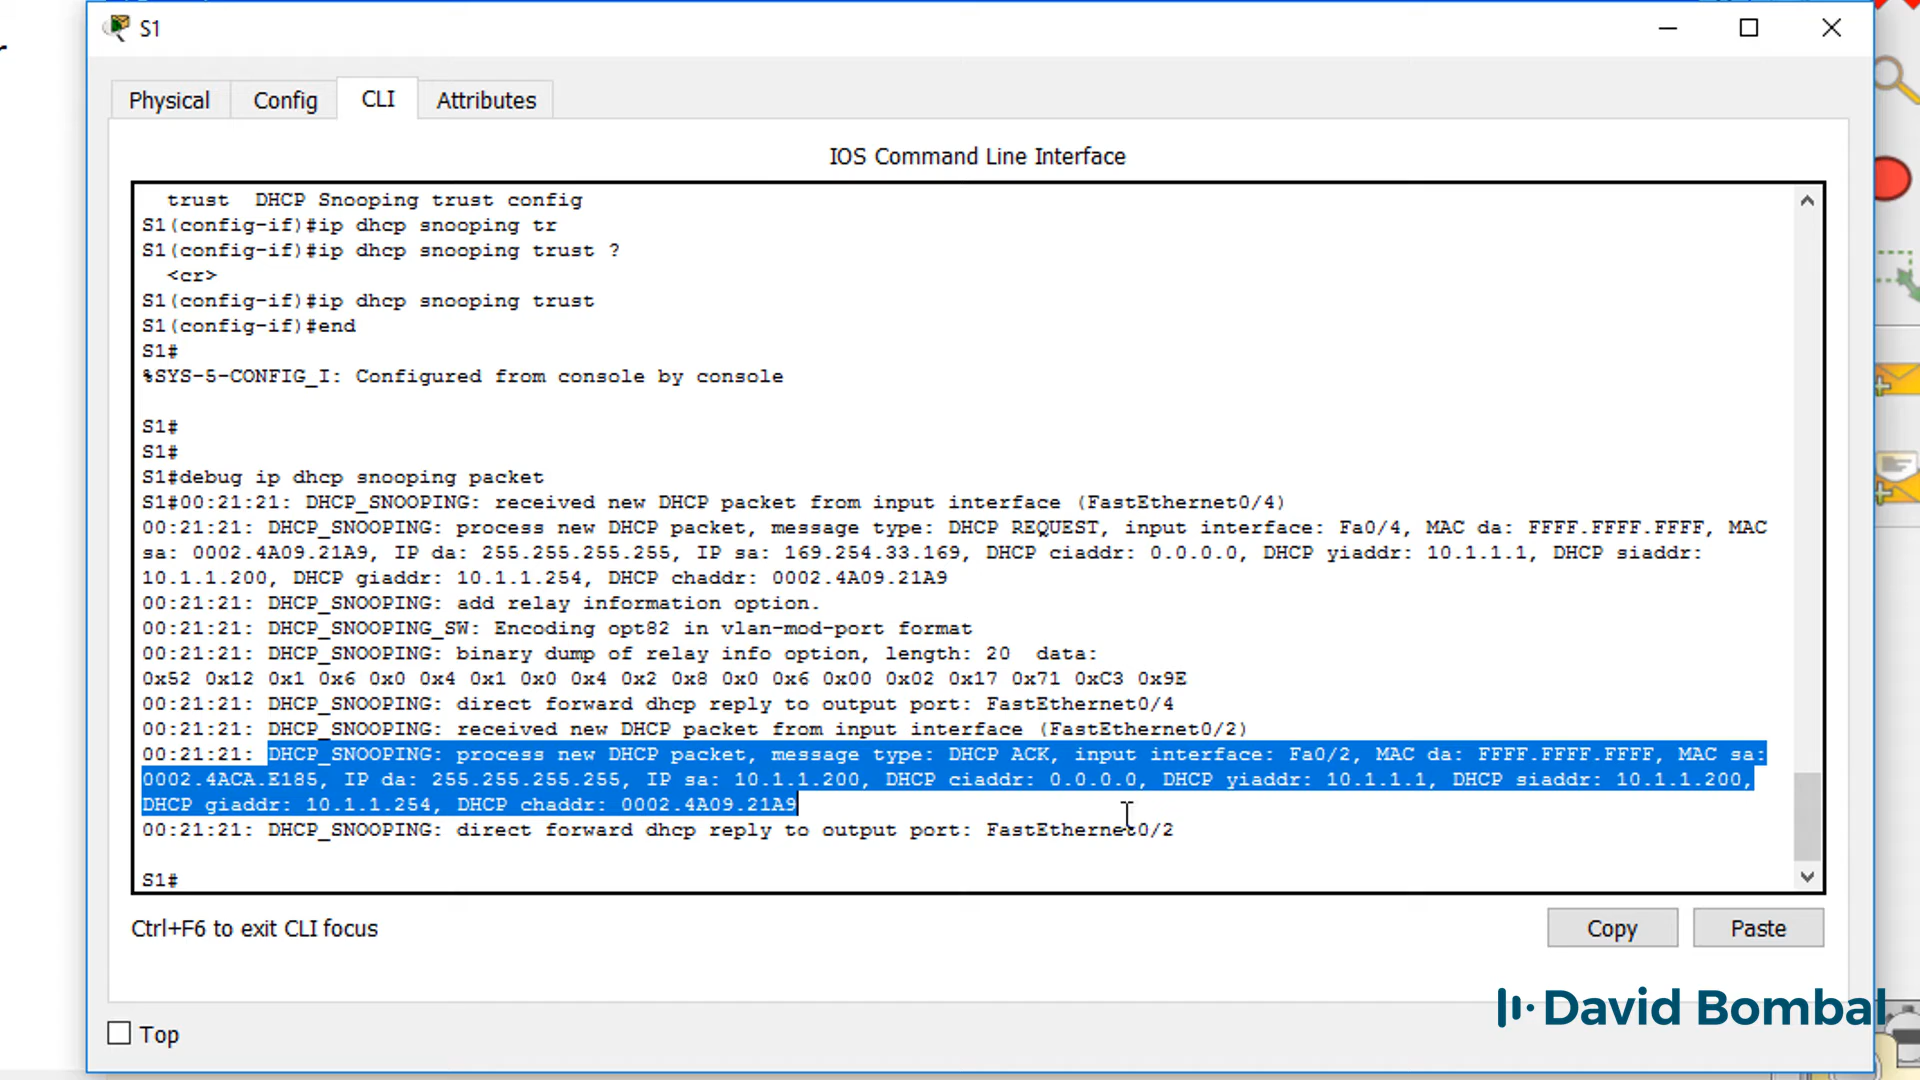 S1
Physical
Config
CLI
Attributes
IOS Command Line Interface
trust  DHCP Snooping trust config
S1(config-if)#ip dhcp snooping tr
S1(config-if)#ip dhcp snooping trust ?
<cr>
S1(config-if)#ip dhcp snooping trust
S1(config-if)#end
S1#
%SYS-5-CONFIG_I: Configured from console by console
S1#
S1#
S1#debug ip dhcp snooping packet
S1#00:21:21: DHCP_SNOOPING: received new DHCP packet from input interface (FastEthernet0/4)
00:21:21: DHCP_SNOOPING: process new DHCP packet, message type: DHCP REQUEST, input interface: Fa0/4, MAC da: FFFF.FFFF.FFFF, MAC
sa: 0002.4A09.21A9, IP da: 255.255.255.255, IP sa: 169.254.33.169, DHCP ciaddr: 0.0.0.0, DHCP yiaddr: 10.1.1.1, DHCP siaddr:
10.1.1.200, DHCP giaddr: 10.1.1.254, DHCP chaddr: 0002.4A09.21A9
00:21:21: DHCP_SNOOPING: add relay information option.
00:21:21: DHCP_SNOOPING_SW: Encoding opt82 in vlan-mod-port format
00:21:21: DHCP_SNOOPING: binary dump of relay info option, length: 20  data:
0x52 0x12 0x1 0x6 0x0 0x4 0x1 0x0 0x4 0x2 0x8 0x0 0x6 0x00 0x02 0x17 0x71 0xC3 0x9E
00:21:21: DHCP_SNOOPING: direct forward dhcp reply to output port: FastEthernet0/4
00:21:21: DHCP_SNOOPING: received new DHCP packet from input interface (FastEthernet0/2)
00:21:21: DHCP_SNOOPING: process new DHCP packet, message type: DHCP ACK, input interface: Fa0/2, MAC da: FFFF.FFFF.FFFF, MAC sa:
0002.4ACA.E185, IP da: 255.255.255.255, IP sa: 10.1.1.200, DHCP ciaddr: 0.0.0.0, DHCP yiaddr: 10.1.1.1, DHCP siaddr: 10.1.1.200,
DHCP giaddr: 10.1.1.254, DHCP chaddr: 0002.4A09.21A9
00:21:21: DHCP_SNOOPING: direct forward dhcp reply to output port: FastEthernet0/2
S1#
Ctrl+F6 to exit CLI focus
Copy
Paste
David Bombal
Top